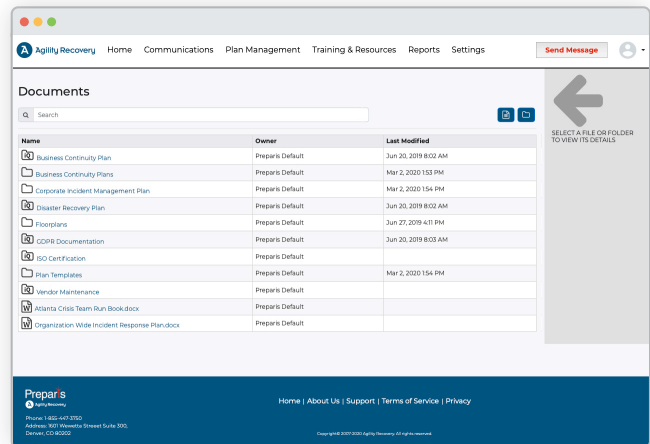 Agility Recovery Home Communications Plan Management Training & Resources Reports Settings Send Message
Documents
Search
SELECT A FILE OR FOLDER
TO VIEW ITS DETAILS
Name Owner Last Modified
Business Continuity Plan Preparis Default Jun 20, 2019 8:02 AM
Business Continuity Plans Preparis Default Mar 2, 2020 1:53 PM
Corporate Incident Management Plan Preparis Default Mar 2, 2020 1:54 PM
Disaster Recovery Plan Preparis Default Jun 20, 2019 8:02 AM
Floorplans Preparis Default Jun 27, 2019 4:11 PM
GDPR Documentation Preparis Default Jun 20, 2019 8:03 AM
ISO Certification Preparis Default
Plan Templates Preparis Default Mar 2, 2020 1:54 PM
Vendor Maintenance Preparis Default
Atlanta Crisis Team Run Book.docx Preparis Default
Organization Wide Incident Response Plan.docx Preparis Default
Preparis
Agility Recovery
Home | About Us | Support | Terms of Service | Privacy
Phone: 1-855-447-3750
Address: 1601 Wewetta Streeet Suite 300,
Denver, CO 80202
Copyright© 2007-2020 Agility Recovery. All rights reserved.